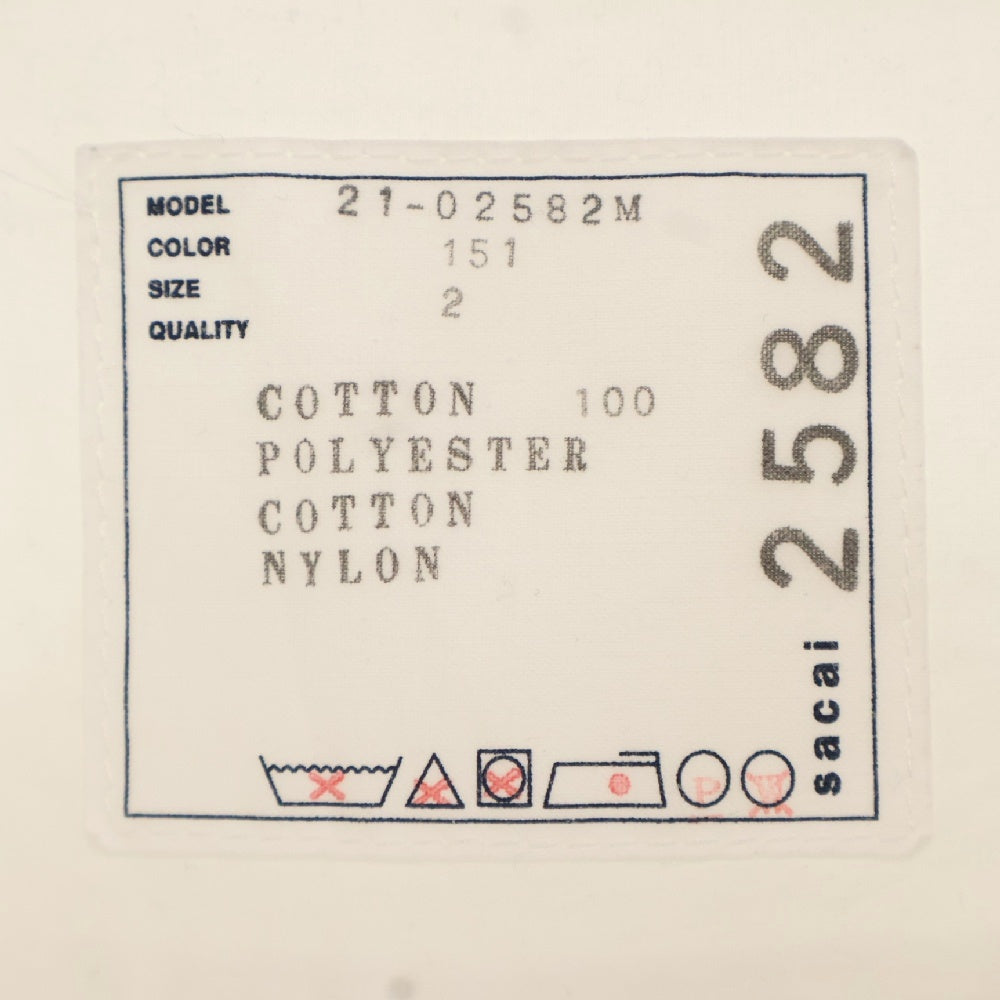 MODEL 21-02582M
COLOR 151
SIZE 2
QUALITY
COTTON 100
POLYESTER
COTTON
NYLON
P
W
sacai 2582